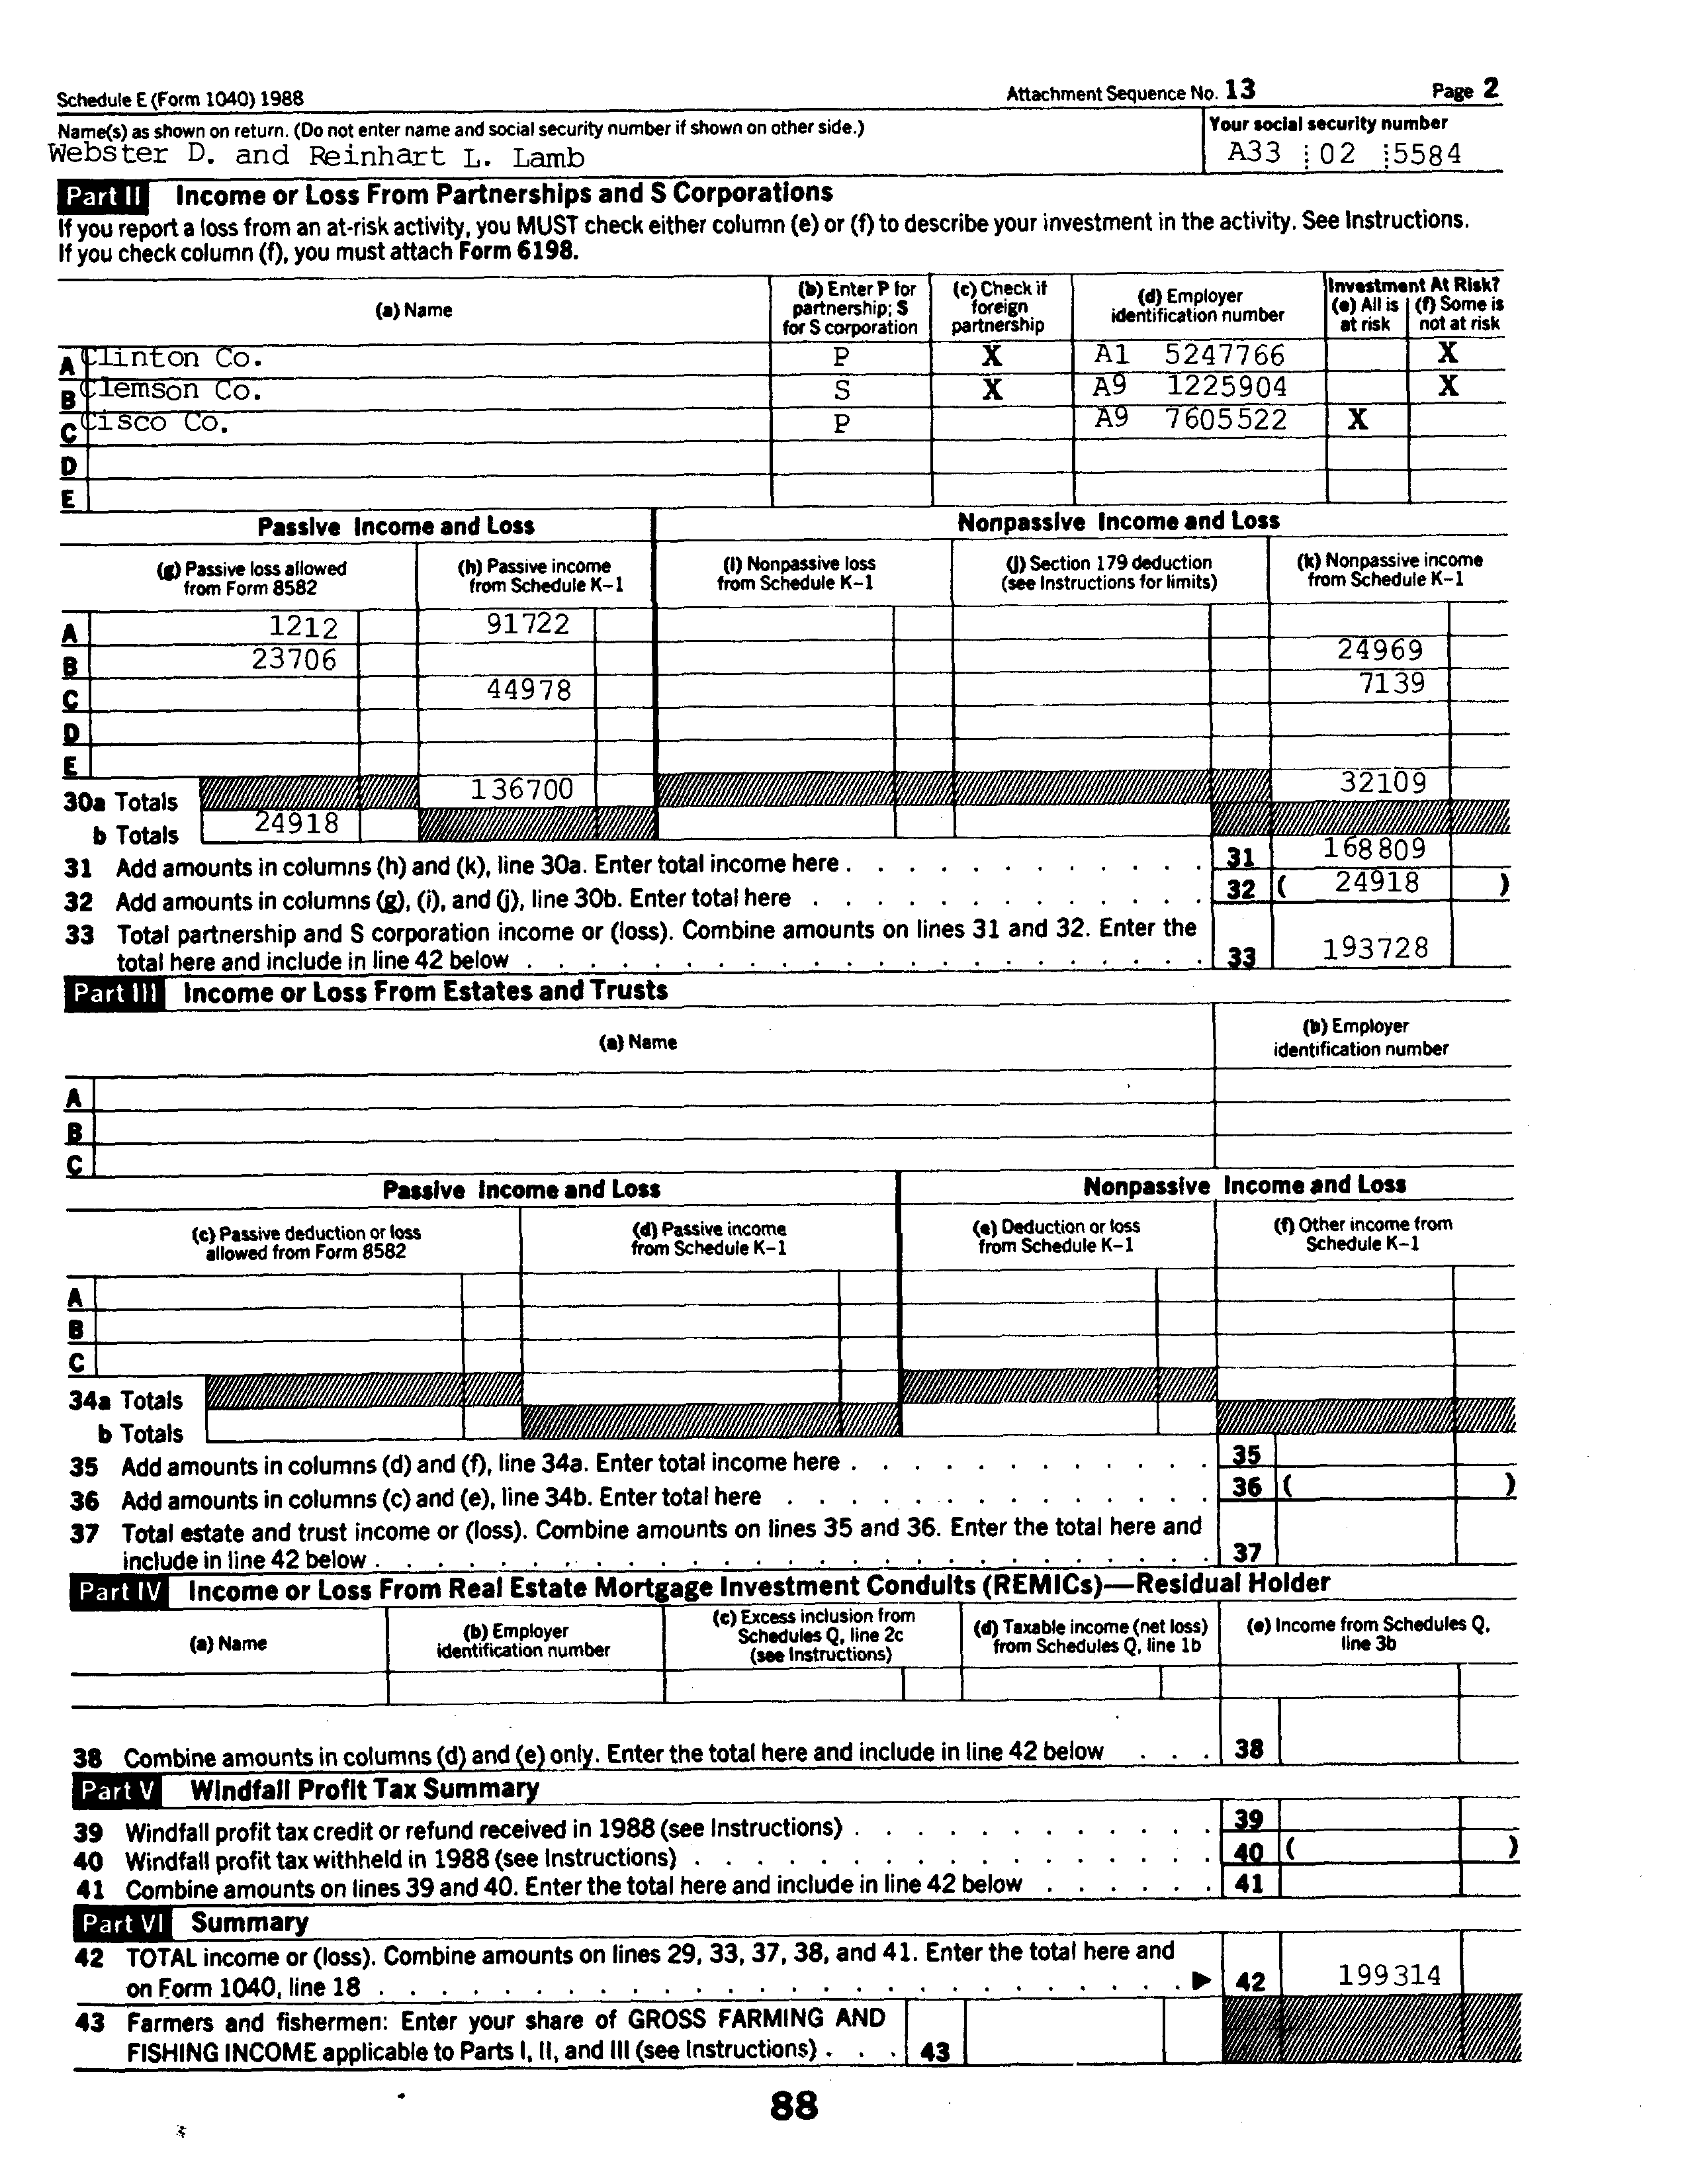 Schedule E (Form 1040) 1988 Attachment Sequence No. 13 Page 2
Name(s) as shown on return. (Do not enter name and social security number if shown on other side.) Your social security number
Webster D. and Reinhart L. Lamb A33 02 5584
Part II Income or Loss From Partnerships and S Corporations
If you report a loss from an at-risk activity, you MUST check either column (e) or (f) to describe your investment in the activity. See Instructions.
If you check column (f), you must attach Form 6198.
(a) Name (b) Enter P for partnership; S for S corporation (c) Check if foreign partnership (d) Employer identification number Investment At Risk? (e) All is at risk (f) Some is not at risk
A Clinton Co. P X A1 5247766 X
B Clemson Co. S X A9 1225904 X
C Cisco Co. P A9 7605522 X
D
E
Passive Income and Loss Nonpassive Income and Loss
(g) Passive loss allowed from Form 8582 (h) Passive income from Schedule K-1 (i) Nonpassive loss from Schedule K-1 (j) Section 179 deduction (see Instructions for limits) (k) Nonpassive income from Schedule K-1
A 1212 91722
B 23706 24969
C 44978 7139
D
E
30a Totals 136700 32109
b Totals 24918
31 Add amounts in columns (h) and (k), line 30a. Enter total income here . 31 168809
32 Add amounts in columns (g), (i), and (j), line 30b. Enter total here 32 ( 24918 )
33 Total partnership and S corporation income or (loss). Combine amounts on lines 31 and 32. Enter the
total here and include in line 42 below 33 193728
Part III Income or Loss From Estates and Trusts
(a) Name (b) Employer identification number
A
B
C
Passive Income and Loss Nonpassive Income and Loss
(c) Passive deduction or loss allowed from Form 8582 (d) Passive income from Schedule K-1 (e) Deduction or loss from Schedule K-1 (f) Other income from Schedule K-1
A
B
C
34a Totals
b Totals
35 Add amounts in columns (d) and (f), line 34a. Enter total income here . 35
36 Add amounts in columns (c) and (e), line 34b. Enter total here 36 ( )
37 Total estate and trust income or (loss). Combine amounts on lines 35 and 36. Enter the total here and
include in line 42 below . 37
Part IV Income or Loss From Real Estate Mortgage Investment Conduits (REMICs)—Residual Holder
(a) Name (b) Employer identification number (c) Excess inclusion from Schedules Q, line 2c (see Instructions) (d) Taxable income (net loss) from Schedules Q, line 1b (e) Income from Schedules Q, line 3b
38 Combine amounts in columns (d) and (e) only. Enter the total here and include in line 42 below 38
Part V Windfall Profit Tax Summary
39 Windfall profit tax credit or refund received in 1988 (see Instructions) . 39
40 Windfall profit tax withheld in 1988 (see Instructions) . 40 ( )
41 Combine amounts on lines 39 and 40. Enter the total here and include in line 42 below 41
Part VI Summary
42 TOTAL income or (loss). Combine amounts on lines 29, 33, 37, 38, and 41. Enter the total here and
on Form 1040, line 18 . ▶ 42 199314
43 Farmers and fishermen: Enter your share of GROSS FARMING AND
FISHING INCOME applicable to Parts I, II, and III (see Instructions) . 43
88